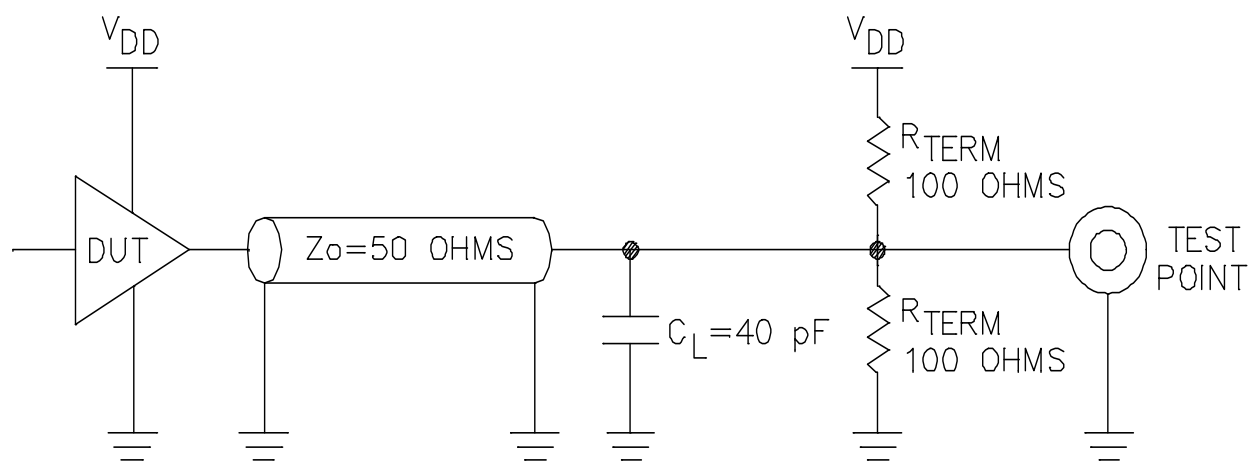 VDD
VDD
RTERM
100 OHMS
DUT
Zo=50 OHMS
TEST
POINT
CL=40 pF
RTERM
100 OHMS